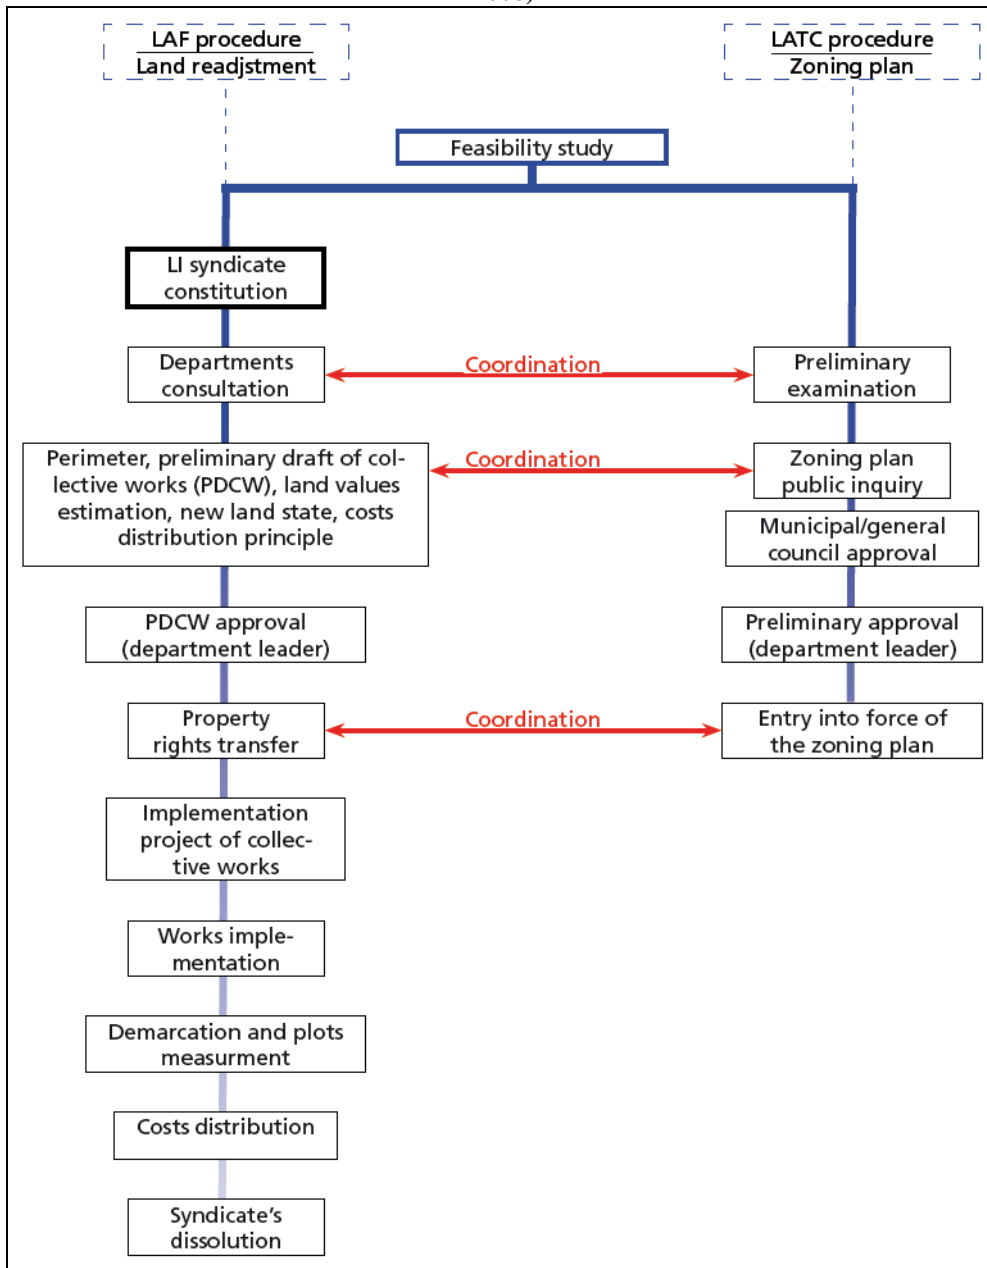 LAF procedure
Land readjstment
LATC procedure
Zoning plan
Feasibility study
LI syndicate
constitution
Departments
consultation
Coordination
Preliminary
examination
Perimeter, preliminary draft of col-
lective works (PDCW), land values
estimation, new land state, costs
distribution principle
Coordination
Zoning plan
public inquiry
Municipal/general
council approval
PDCW approval
(department leader)
Preliminary approval
(department leader)
Property
rights transfer
Coordination
Entry into force of
the zoning plan
Implementation
project of collec-
tive works
Works imple-
mentation
Demarcation and plots
measurment
Costs distribution
Syndicate's
dissolution